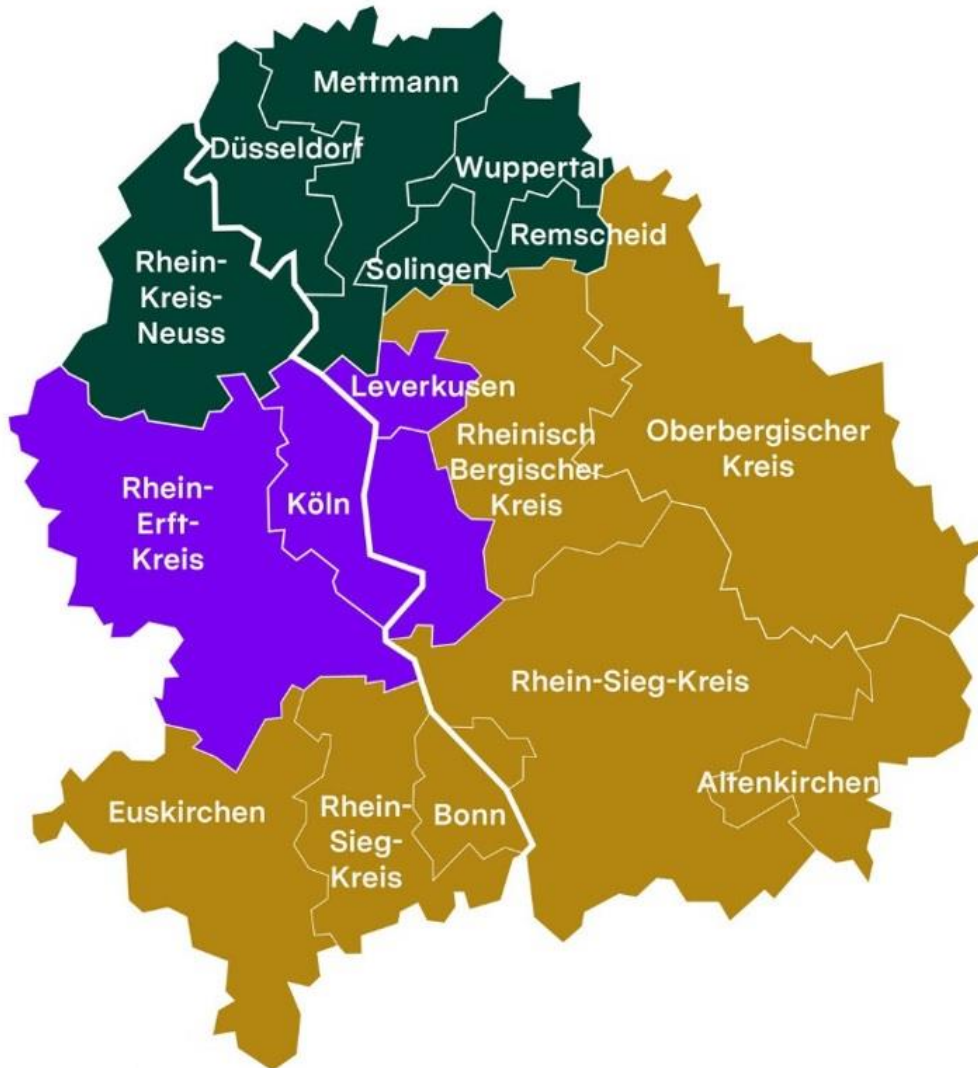 Mettmann
Düsseldorf
Wuppertal
Remscheid
Solingen
Rhein-
Kreis-
Neuss
Leverkusen
Rheinisch
Bergischer
Kreis
Oberbergischer
Kreis
Rhein-
Erft-
Kreis
Köln
Rhein-Sieg-Kreis
Altenkirchen
Euskirchen
Rhein-
Sieg-
Kreis
Bonn